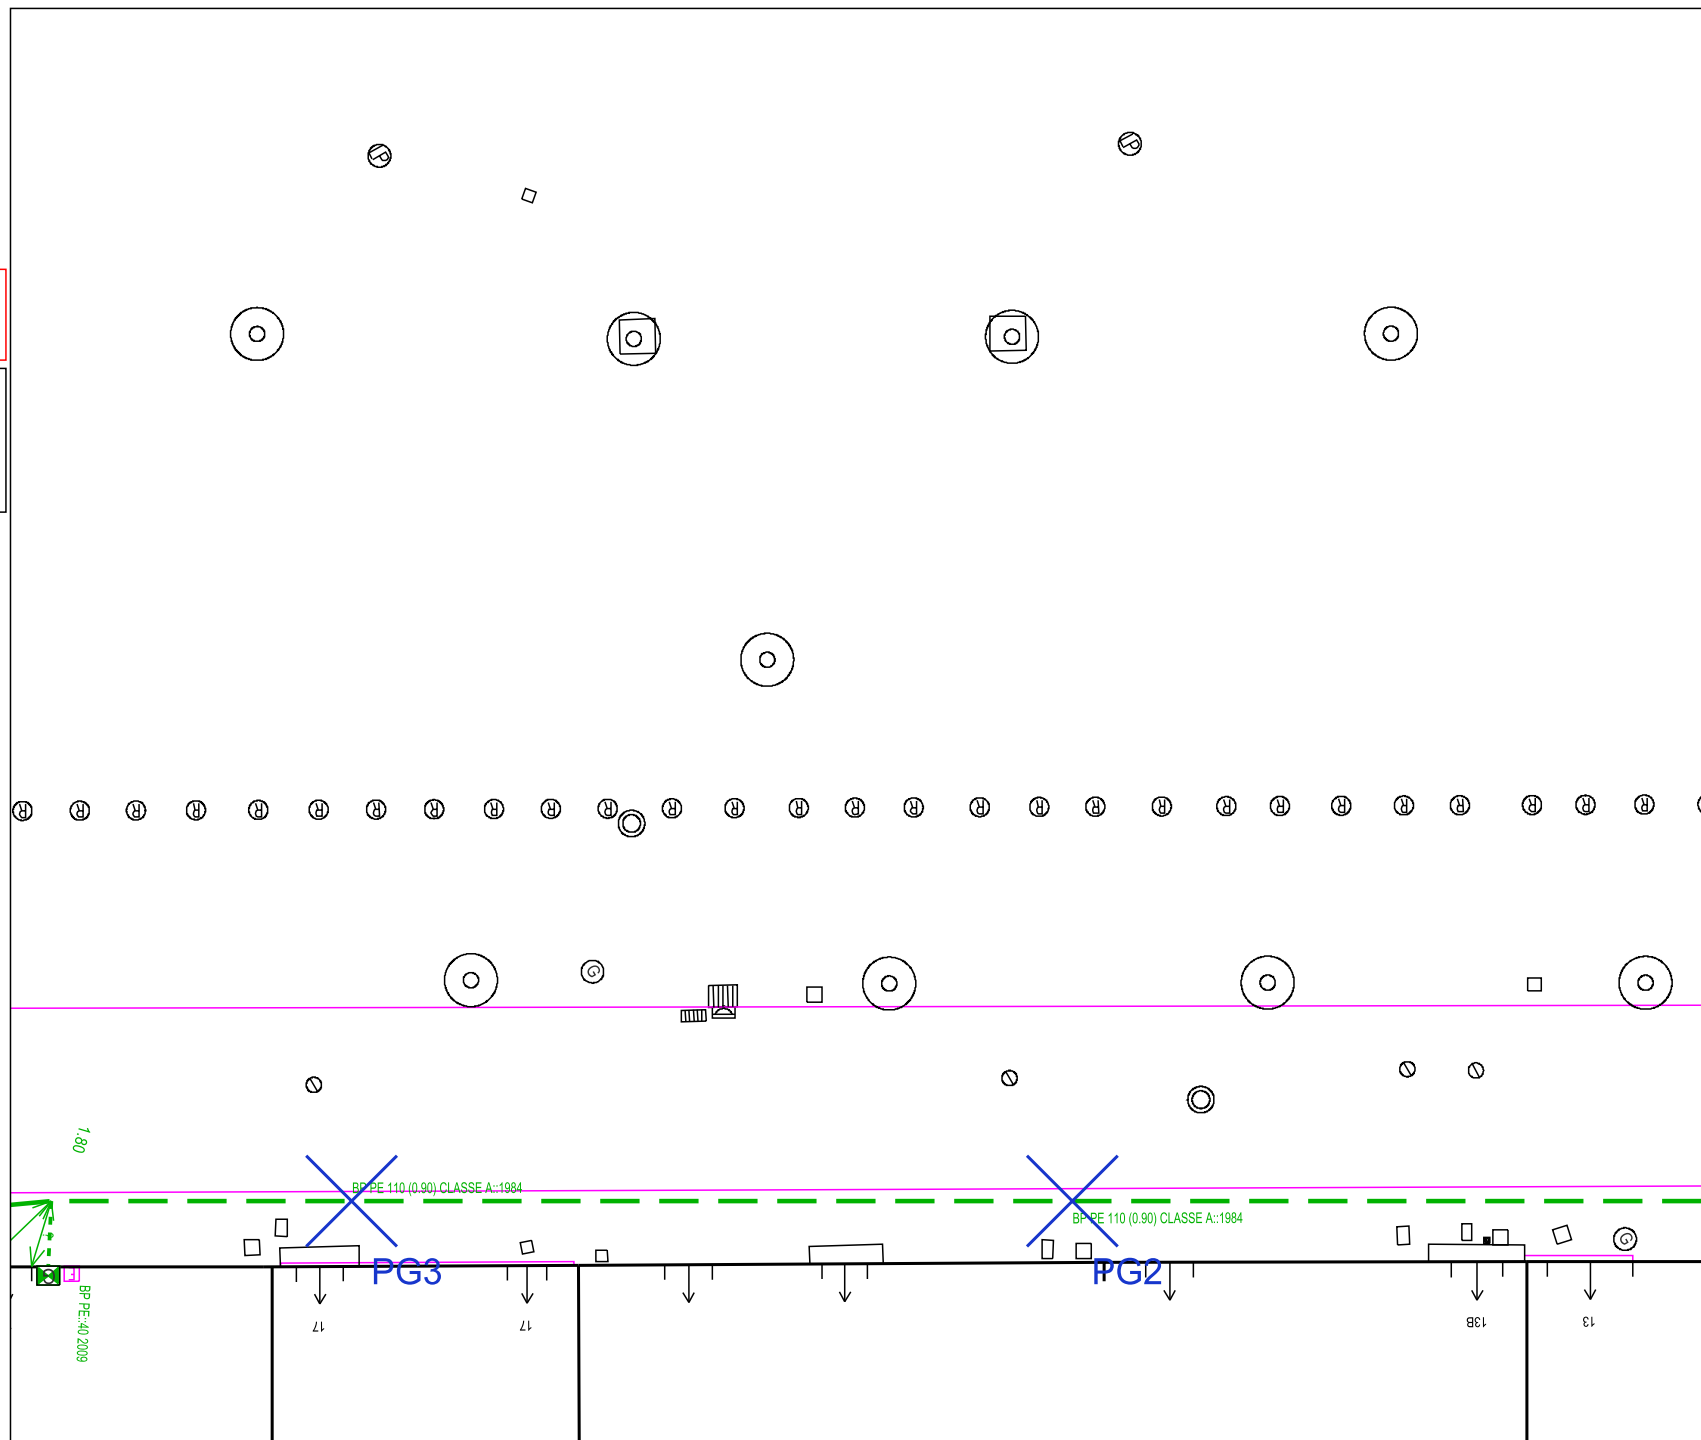 P
P
R R R R R R R R R R R R R R R R R R R R R R R R R R R R
G
1.80
BP PE 110 (0.90) CLASSE A::1984
BP PE 110 (0.90) CLASSE A::1984
G
PG3
PG2
F
BP PE::40 2009
17
17
13B
13